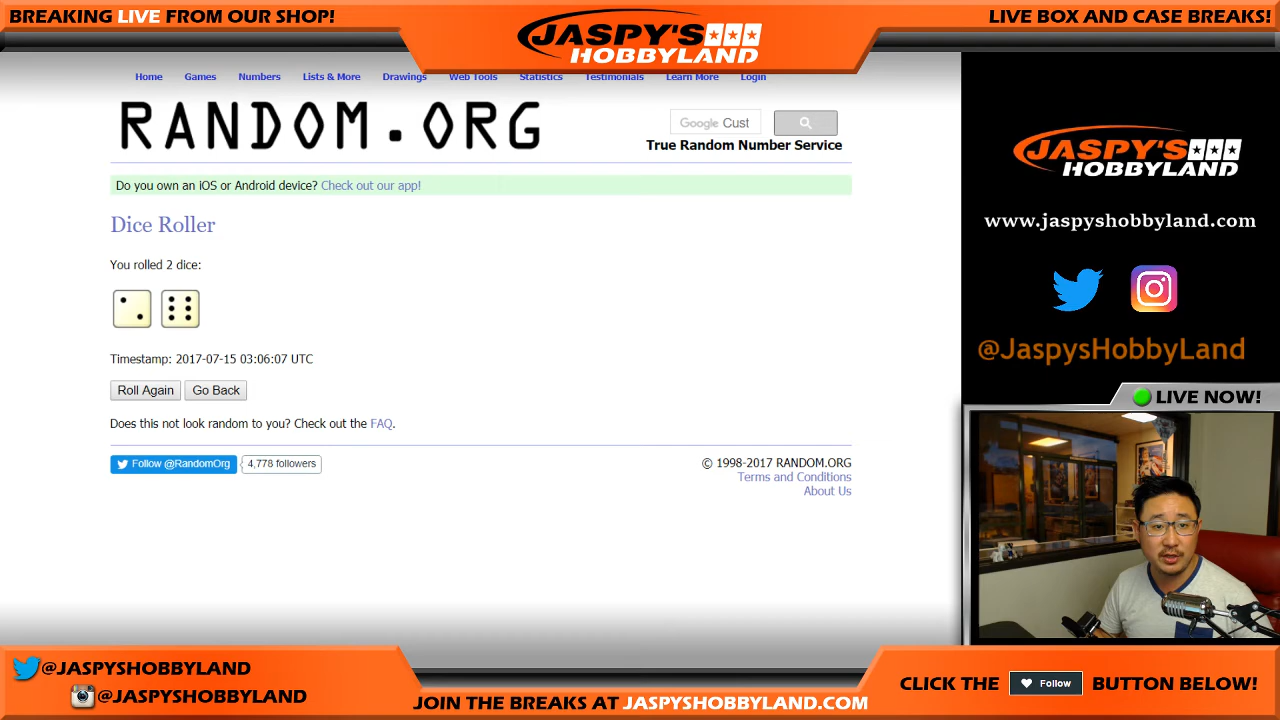 BREAKING LIVE FROM OUR SHOP!
JASPY'S
HOBBYLAND
LIVE BOX AND CASE BREAKS!
Home Games Numbers Lists & More Drawings Web Tools Statistics Testimonials Learn More Login
RANDOM.ORG
Google Cust
True Random Number Service
Do you own an iOS or Android device? Check out our app!
Dice Roller
You rolled 2 dice:
Timestamp: 2017-07-15 03:06:07 UTC
Roll Again Go Back
Does this not look random to you? Check out the FAQ.
Follow @RandomOrg 4,778 followers
© 1998-2017 RANDOM.ORG
Terms and Conditions
About Us
JASPY'S
HOBBYLAND
www.jaspyshobbyland.com
@JaspysHobbyLand
LIVE NOW!
@JASPYSHOBBYLAND
@JASPYSHOBBYLAND
JOIN THE BREAKS AT JASPYSHOBBYLAND.COM
CLICK THE Follow BUTTON BELOW!